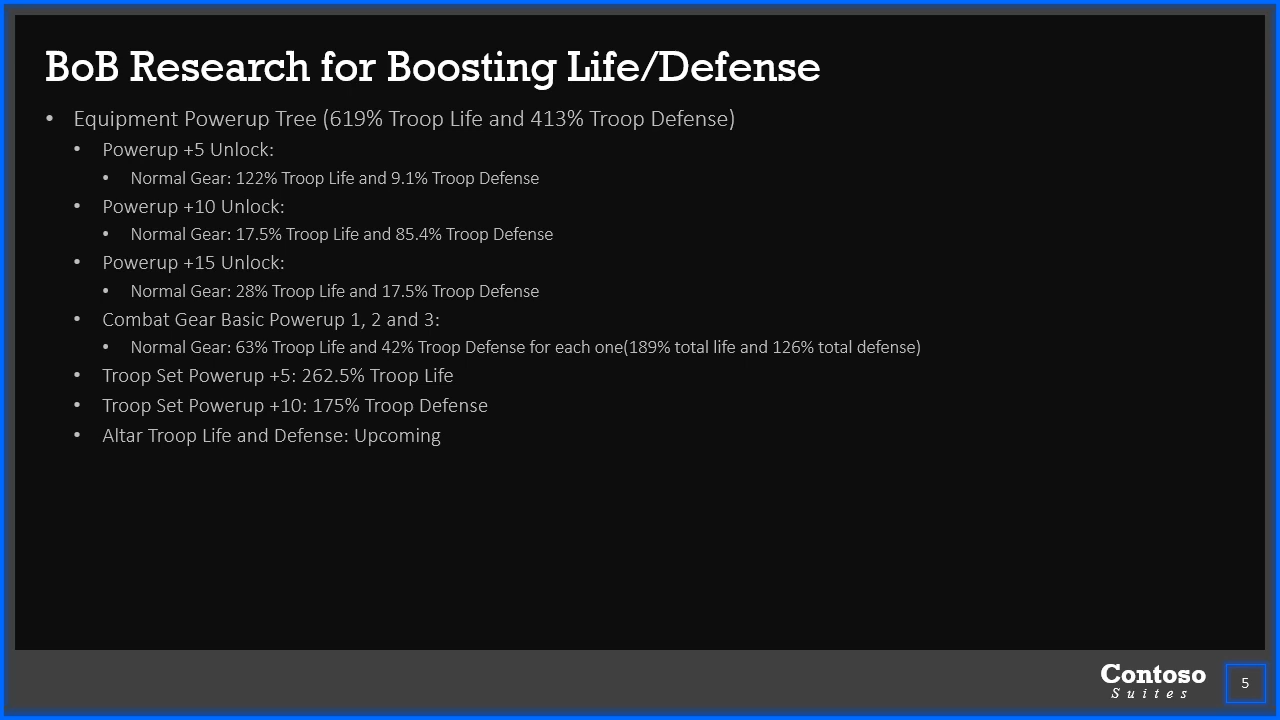 BoB Research for Boosting Life/Defense
• Equipment Powerup Tree (619% Troop Life and 413% Troop Defense)
• Powerup +5 Unlock:
• Normal Gear: 122% Troop Life and 9.1% Troop Defense
• Powerup +10 Unlock:
• Normal Gear: 17.5% Troop Life and 85.4% Troop Defense
• Powerup +15 Unlock:
• Normal Gear: 28% Troop Life and 17.5% Troop Defense
• Combat Gear Basic Powerup 1, 2 and 3:
• Normal Gear: 63% Troop Life and 42% Troop Defense for each one(189% total life and 126% total defense)
• Troop Set Powerup +5: 262.5% Troop Life
• Troop Set Powerup +10: 175% Troop Defense
• Altar Troop Life and Defense: Upcoming
Contoso
Suites
5